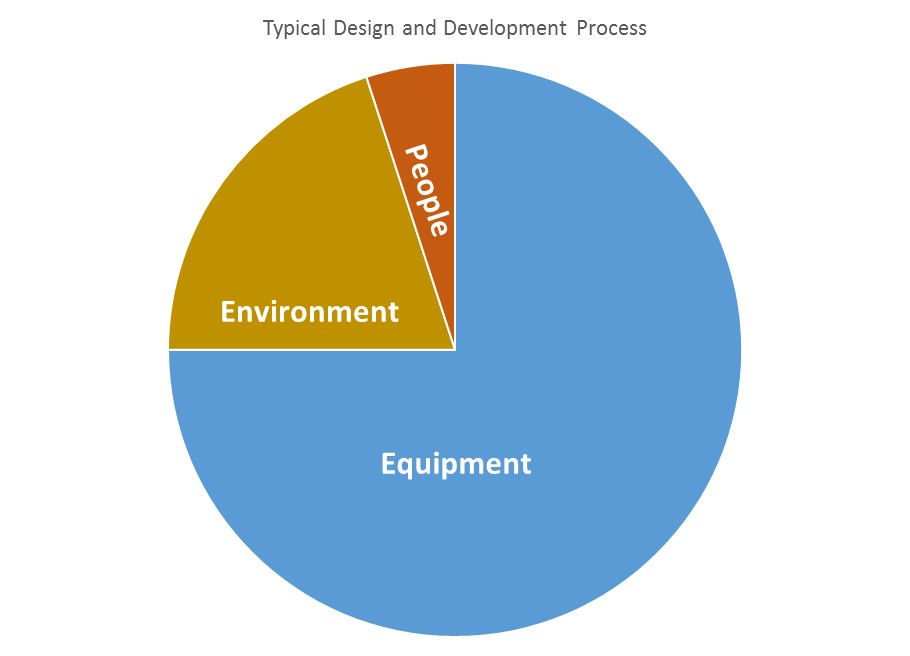 Typical Design and Development Process
People
Environment
Equipment